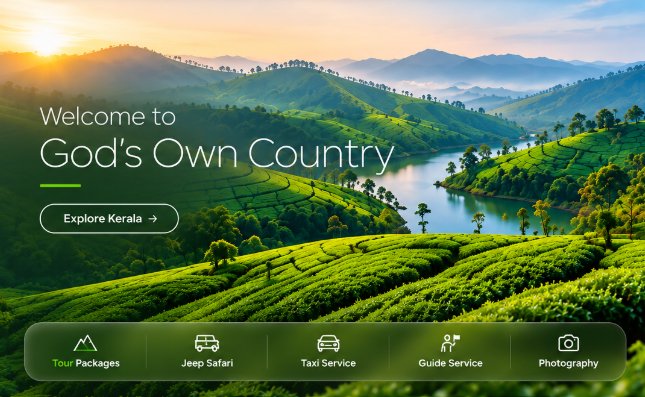 Welcome to
God's Own Country
Explore Kerala →
Tour Packages
Jeep Safari
Taxi Service
Guide Service
Photography